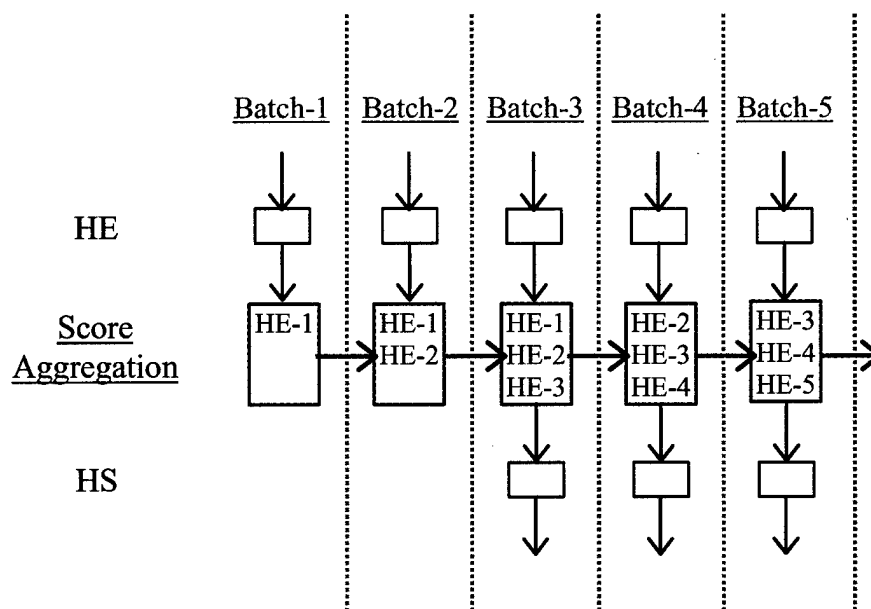 Batch-1 Batch-2 Batch-3 Batch-4 Batch-5
HE
Score
Aggregation
HE-1
HE-1
HE-2
HE-1
HE-2
HE-3
HE-2
HE-3
HE-4
HE-3
HE-4
HE-5
HS